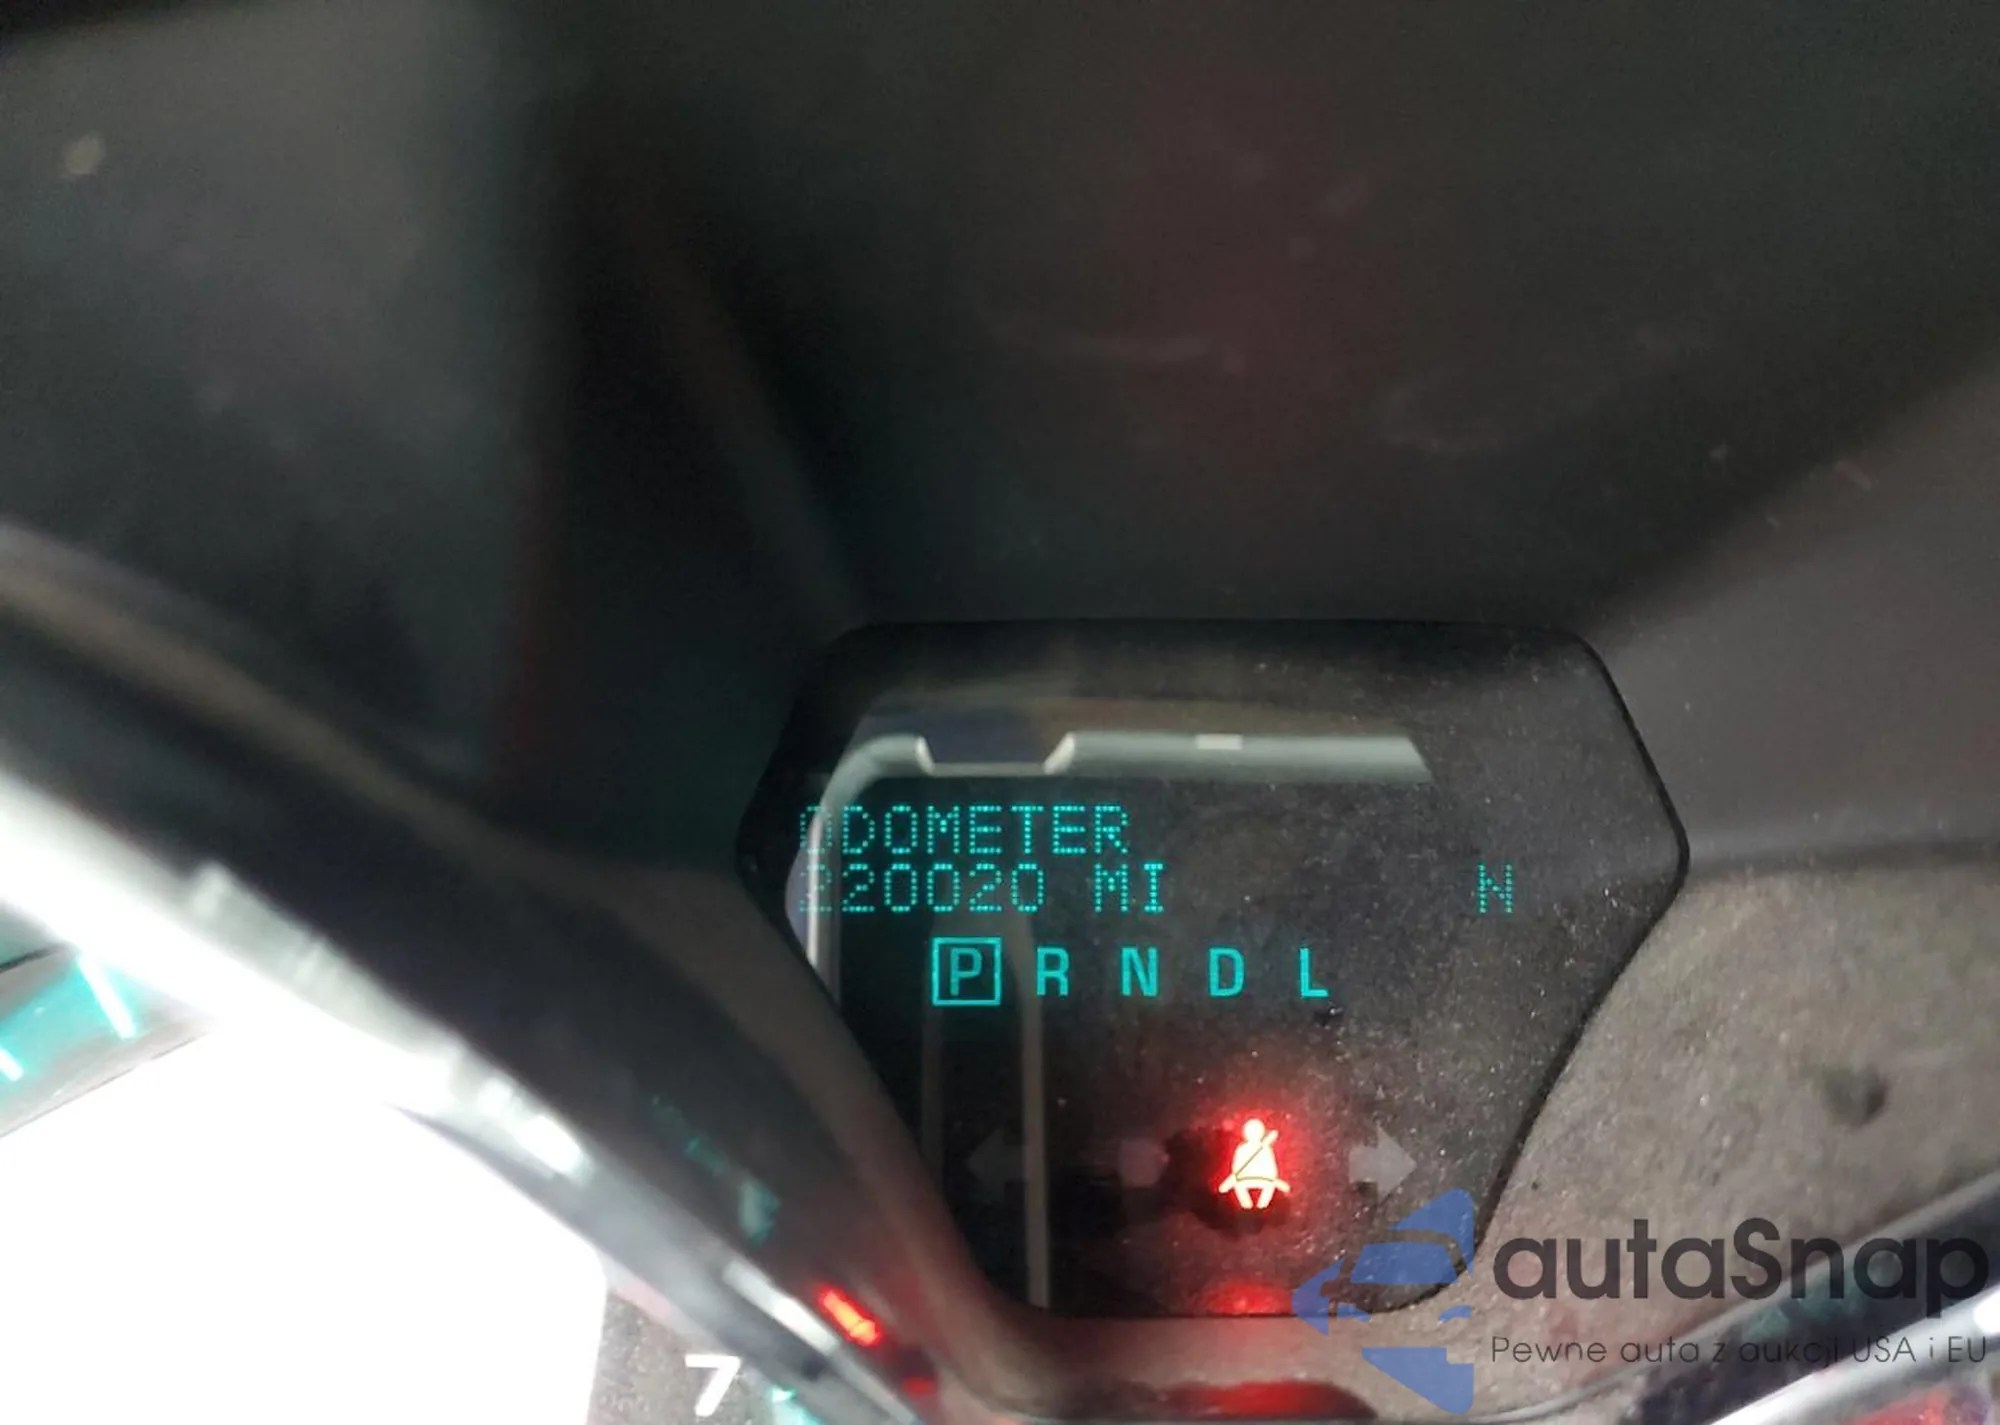 ODOMETER
220020 MI N
P R N D L
7
autaSnap
Pewne auta z aukcji USA i EU